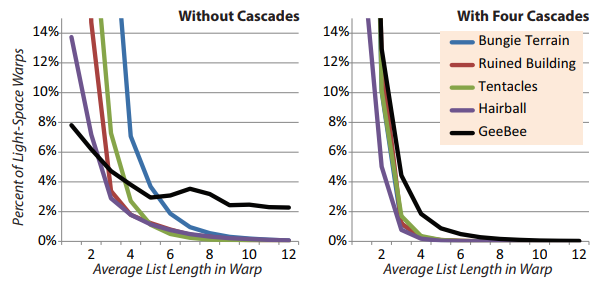 Without Cascades
With Four Cascades
Percent of Light-Space Warps
14%
12%
10%
8%
6%
4%
2%
0%
2 4 6 8 10 12
Average List Length in Warp
14%
12%
10%
8%
6%
4%
2%
0%
Bungie Terrain
Ruined Building
Tentacles
Hairball
GeeBee
2 4 6 8 10 12
Average List Length in Warp